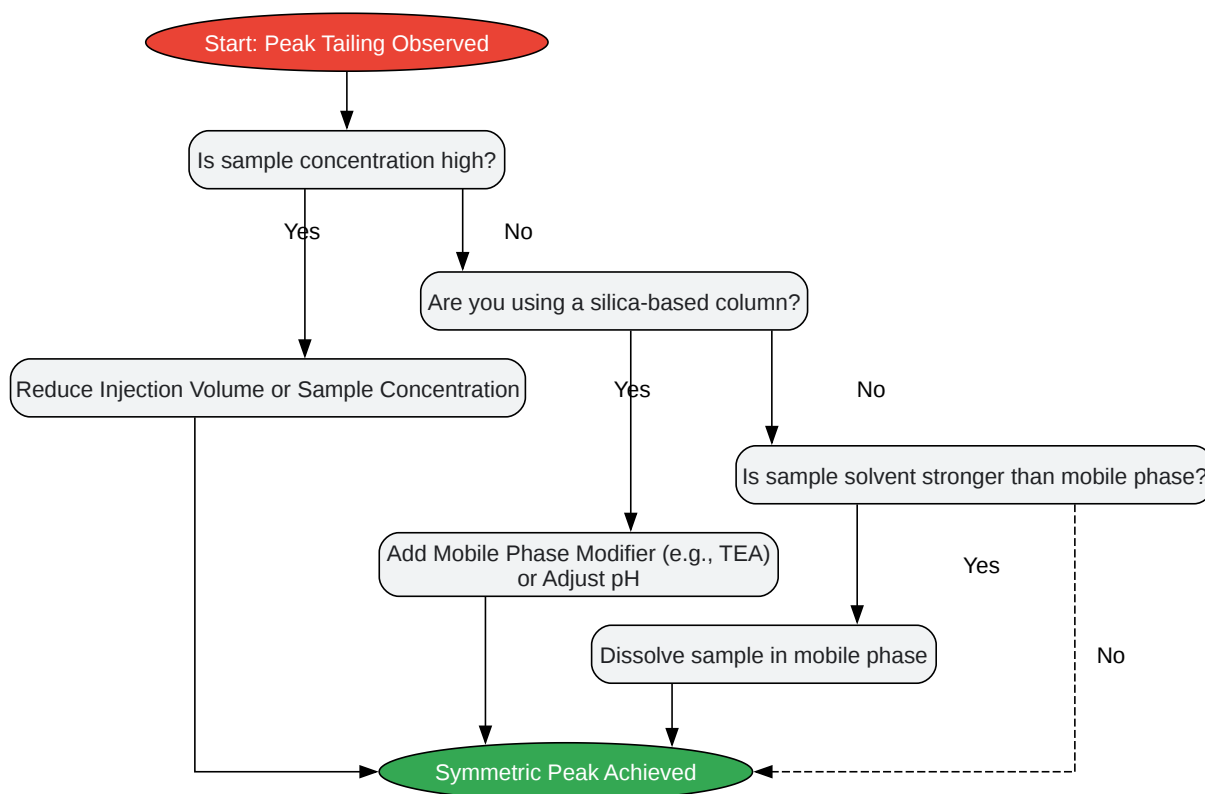 Start: Peak Tailing Observed
Is sample concentration high?
Yes
No
Are you using a silica-based column?
Reduce Injection Volume or Sample Concentration
Yes
No
Is sample solvent stronger than mobile phase?
Add Mobile Phase Modifier (e.g., TEA)
or Adjust pH
Yes
Dissolve sample in mobile phase
No
Symmetric Peak Achieved